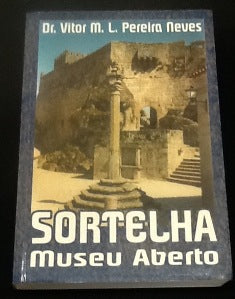 Dr. Vitor M. L. Pereira Neves
SORTELHA
Museu Aberto